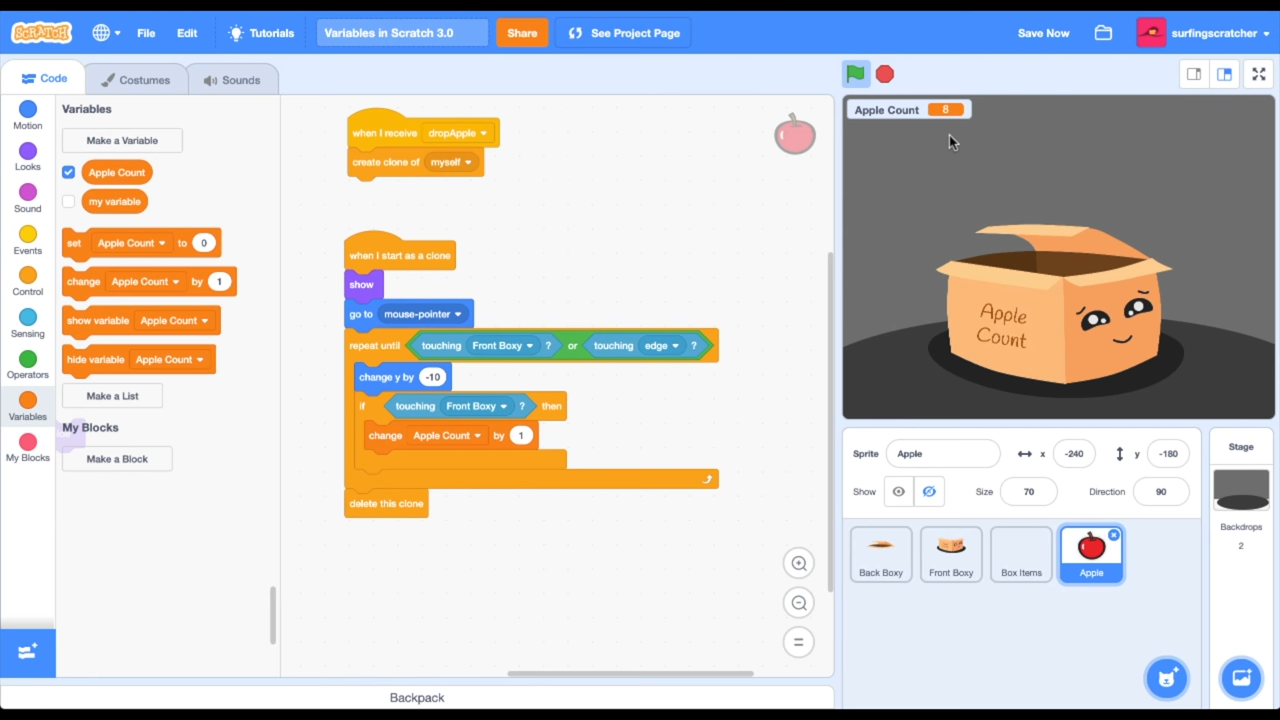 SCRATCH File Edit Tutorials Variables in Scratch 3.0 Share See Project Page Save Now surfingscratcher
Code Costumes Sounds
Motion
Looks
Sound
Events
Control
Sensing
Operators
Variables
My Blocks
Variables
Make a Variable
Apple Count
my variable
set Apple Count to 0
change Apple Count by 1
show variable Apple Count
hide variable Apple Count
Make a List
My Blocks
Make a Block
when I receive dropApple
create clone of myself
when I start as a clone
show
go to mouse-pointer
repeat until touching Front Boxy ? or touching edge ?
change y by -10
if touching Front Boxy ? then
change Apple Count by 1
delete this clone
Backpack
Apple Count 8
Apple
Count
Sprite Apple x -240 y -180
Show Size 70 Direction 90
Back Boxy Front Boxy Box Items Apple
Stage
Backdrops
2